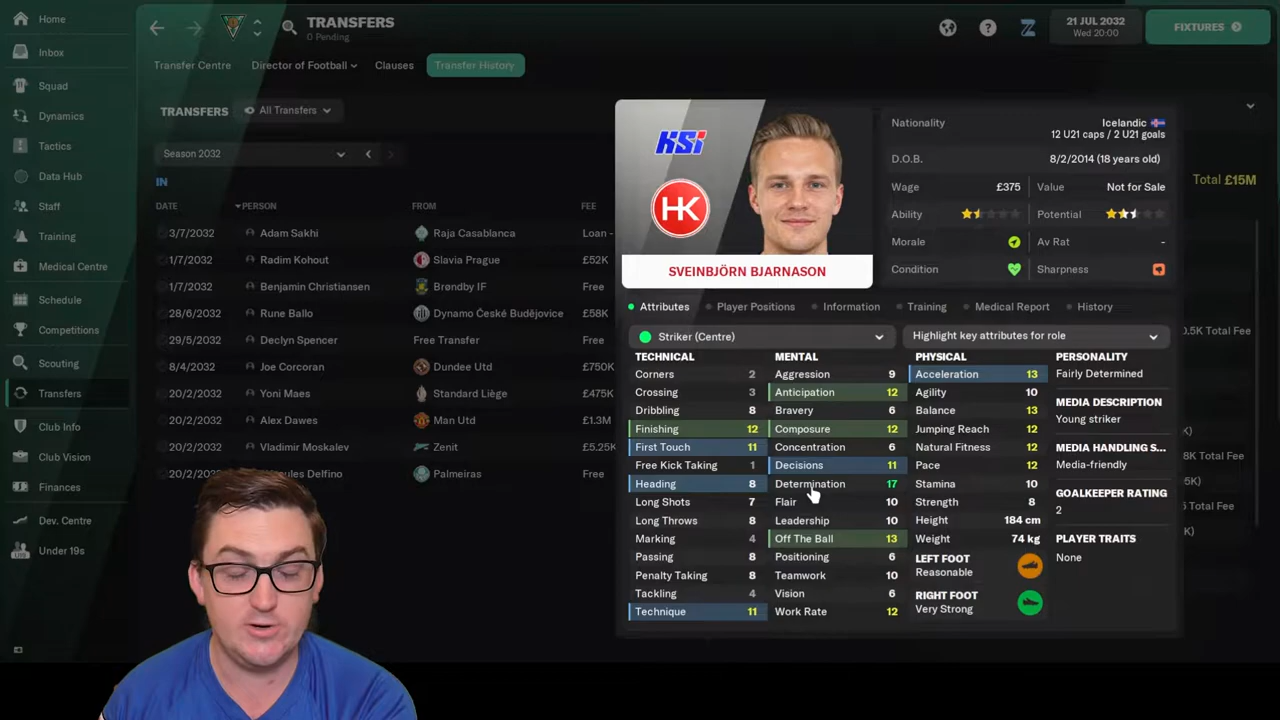 Home
Inbox
Squad
Dynamics
Tactics
Data Hub
Staff
Training
Medical Centre
Schedule
Competitions
Scouting
Transfers
Club Info
Club Vision
Finances
Dev. Centre
Under 19s
TRANSFERS
0 Pending
21 JUL 2032
Wed 20:00
FIXTURES
Transfer Centre
Director of Football
Clauses
Transfer History
TRANSFERS
All Transfers
Season 2032
IN
Total £15M
DATE PERSON FROM FEE
3/7/2032 Adam Sakhi Raja Casablanca Loan -
1/7/2032 Radim Kohout Slavia Prague £52K
1/7/2032 Benjamin Christiansen Brøndby IF Free
28/6/2032 Rune Ballo Dynamo České Budějovice £58K
29/5/2032 Declyn Spencer Free Transfer Free
8/4/2032 Joe Corcoran Dundee Utd £750K
20/2/2032 Yoni Maes Standard Liège £475K
20/2/2032 Alex Dawes Man Utd £1.3M
20/2/2032 Vladimir Moskalev Zenit £5.25K
20/2/ Hércules Delfino Palmeiras Free
0.5K Total Fee
K Total Fee
Total Fee
KSÍ
HK
SVEINBJÖRN BJARNASON
Nationality Icelandic
12 U21 caps / 2 U21 goals
D.O.B. 8/2/2014 (18 years old)
Wage £375 Value Not for Sale
Ability Potential
Morale Av Rat -
Condition Sharpness
Attributes Player Positions Information Training Medical Report History
Striker (Centre) Highlight key attributes for role
TECHNICAL
Corners 2
Crossing 3
Dribbling 8
Finishing 12
First Touch 11
Free Kick Taking 1
Heading 8
Long Shots 7
Long Throws 8
Marking 4
Passing 8
Penalty Taking 8
Tackling 4
Technique 11
MENTAL
Aggression 9
Anticipation 12
Bravery 6
Composure 12
Concentration 6
Decisions 11
Determination 17
Flair 10
Leadership 10
Off The Ball 13
Positioning 6
Teamwork 10
Vision 6
Work Rate 12
PHYSICAL
Acceleration 13
Agility 10
Balance 13
Jumping Reach 12
Natural Fitness 12
Pace 12
Stamina 10
Strength 8
Height 184 cm
Weight 74 kg
LEFT FOOT
Reasonable
RIGHT FOOT
Very Strong
PERSONALITY
Fairly Determined
MEDIA DESCRIPTION
Young striker
MEDIA HANDLING S...
Media-friendly
GOALKEEPER RATING
2
PLAYER TRAITS
None